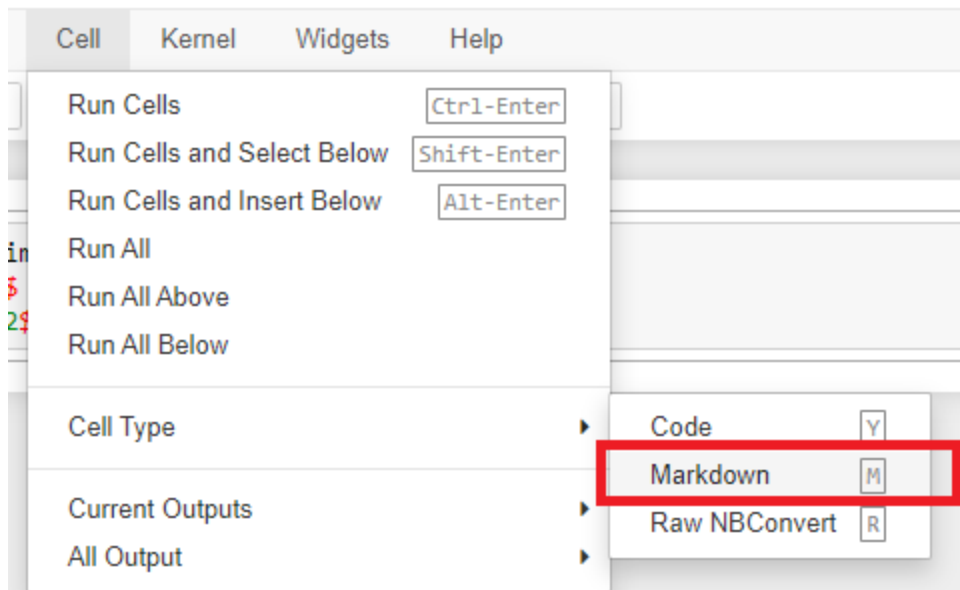 Cell Kernel Widgets Help
Run Cells Ctrl-Enter
Run Cells and Select Below Shift-Enter
Run Cells and Insert Below Alt-Enter
im
Run All
$
Run All Above
2$
Run All Below
Cell Type
Code Y
Markdown M
Current Outputs
Raw NBConvert R
All Output